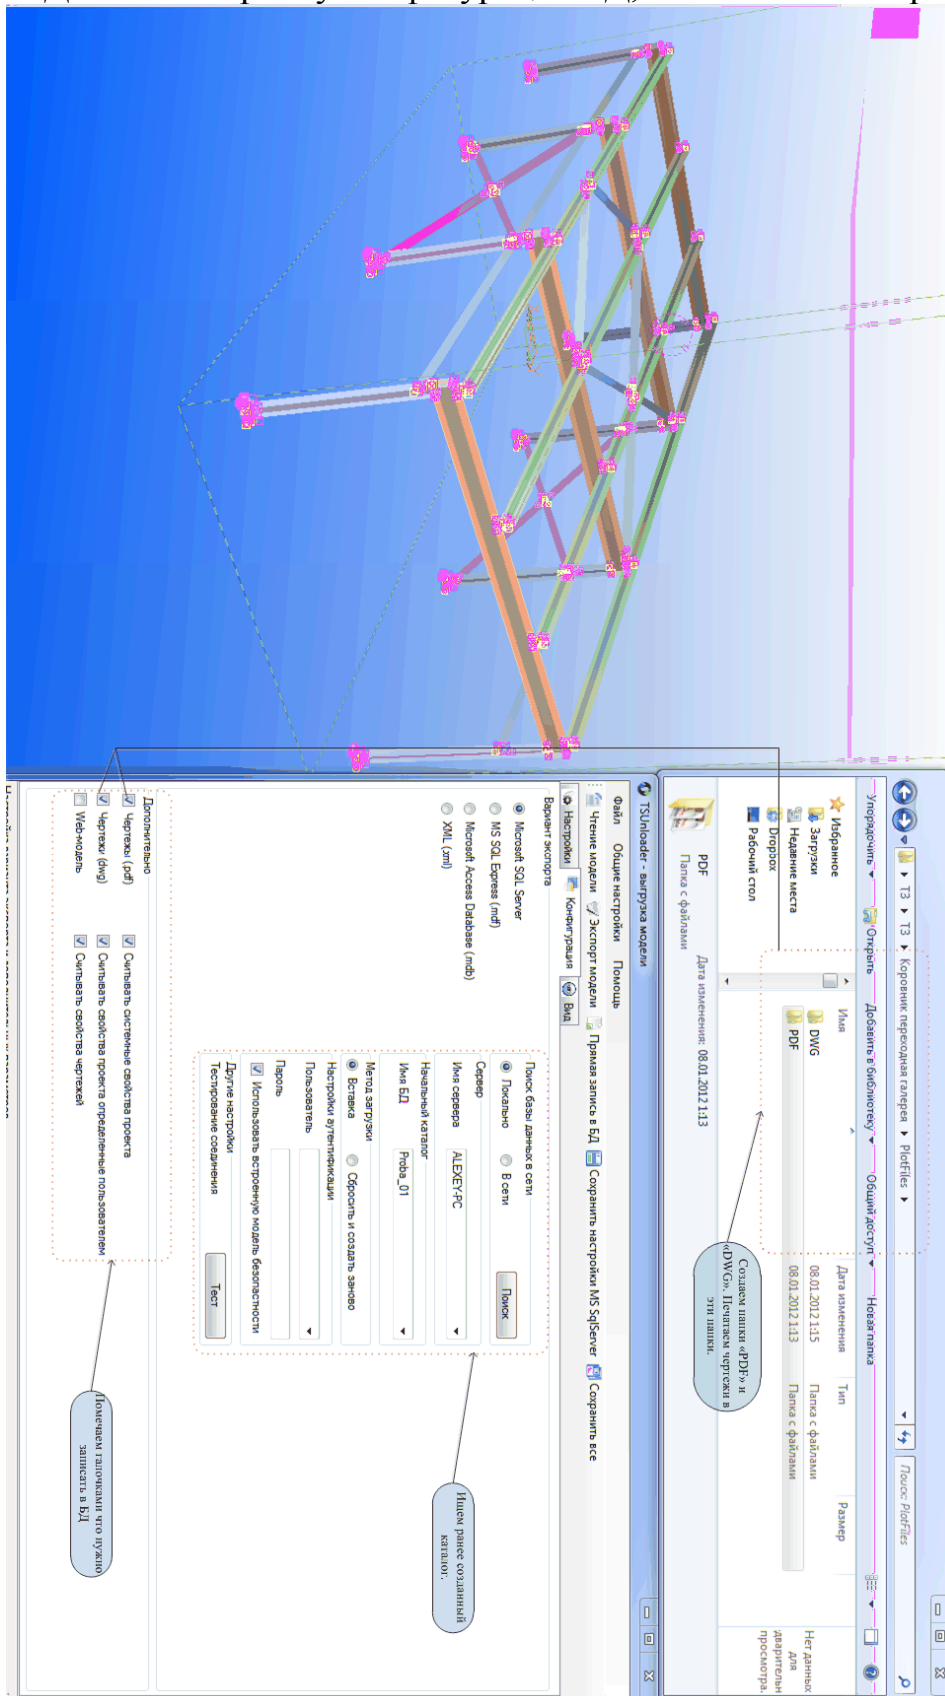 Т3 ▸ Т3 ▸ Коровник переходная галерея ▸ PlotFiles ▸
Поиск: PlotFiles
Упорядочить
Открыть
Добавить в библиотеку
Общий доступ
Новая папка
Избранное
Загрузки
Недавние места
Dropbox
Рабочий стол
Имя
Дата изменения
Тип
Размер
DWG
08.01.2012 1:15
Папка с файлами
PDF
08.01.2012 1:13
Папка с файлами
Нет данных
для
дварительн
просмотра.
Создаем папки «PDF» и
«DWG». Печатаем чертежи в
эти папки.
PDF
Дата изменения: 08.01.2012 1:13
Папка с файлами
TSUnloader - выгрузка модели
Файл Общие настройки Помощь
Чтение модели Экспорт модели Прямая запись в БД Сохранить настройки MS SqlServer Сохранить все
Настройки Конфигурация Вид
Вариант экспорта
Microsoft SQL Server
MS SQL Express (.mdf)
Microsoft Access Database (.mdb)
XML (.xml)
Поиск базы данных в сети
Локально В сети
Поиск
Сервер
Имя сервера ALEXEY-PC
Начальный каталог
Имя БД Proba_01
Метод загрузки
Вставка Сбросить и создать заново
Настройки аутентификации
Пользователь
Пароль
Использовать встроенную модель безопастности
Другие настройки
Тестирование соединения
Тест
Ищем ранее созданный
каталог.
Дополнительно
Чертежы (pdf) Считывать системные свойства проекта
Чертежи (dwg) Считывать свойства проекта определенные пользователем
Web-модель Считывать свойства чертежей
Помечаем галочками что нужно
записать в БД